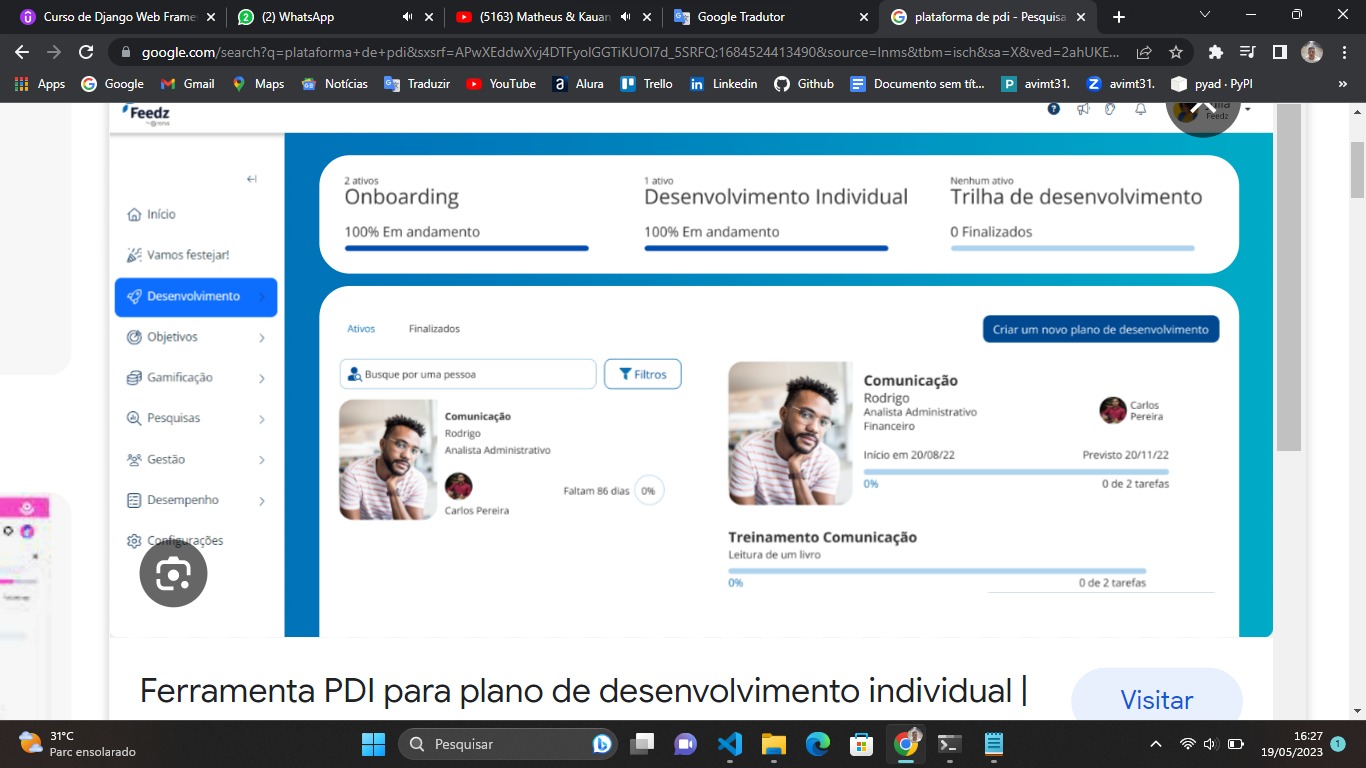 Curso de Django Web Frame
(2) WhatsApp
(5163) Matheus & Kauan
Google Tradutor
plataforma de pdi - Pesquisa
google.com/search?q=plataforma+de+pdi&sxsrf=APwXEddwXvj4DTFyolGGTiKUOl7d_5SRFQ:1684524413490&source=lnms&tbm=isch&sa=X&ved=2ahUKE...
Apps
Google
Gmail
Maps
Notícias
Traduzir
YouTube
Alura
Trello
Linkedin
Github
Documento sem tít...
avimt31.
avimt31.
pyad · PyPI
»
Feedz
Feedz
Início
Vamos festejar!
Desenvolvimento
Objetivos
Gamificação
Pesquisas
Gestão
Desempenho
Configurações
2 ativos
Onboarding
100% Em andamento
1 ativo
Desenvolvimento Individual
100% Em andamento
Nenhum ativo
Trilha de desenvolvimento
0 Finalizados
Ativos
Finalizados
Criar um novo plano de desenvolvimento
Busque por uma pessoa
Filtros
Comunicação
Rodrigo
Analista Administrativo
Carlos Pereira
Faltam 86 dias
0%
Comunicação
Rodrigo
Analista Administrativo
Financeiro
Carlos
Pereira
Início em 20/08/22
Previsto 20/11/22
0%
0 de 2 tarefas
Treinamento Comunicação
Leitura de um livro
0%
0 de 2 tarefas
Ferramenta PDI para plano de desenvolvimento individual |
Visitar
31°C
Parc ensolarado
Pesquisar
16:27
19/05/2023
1